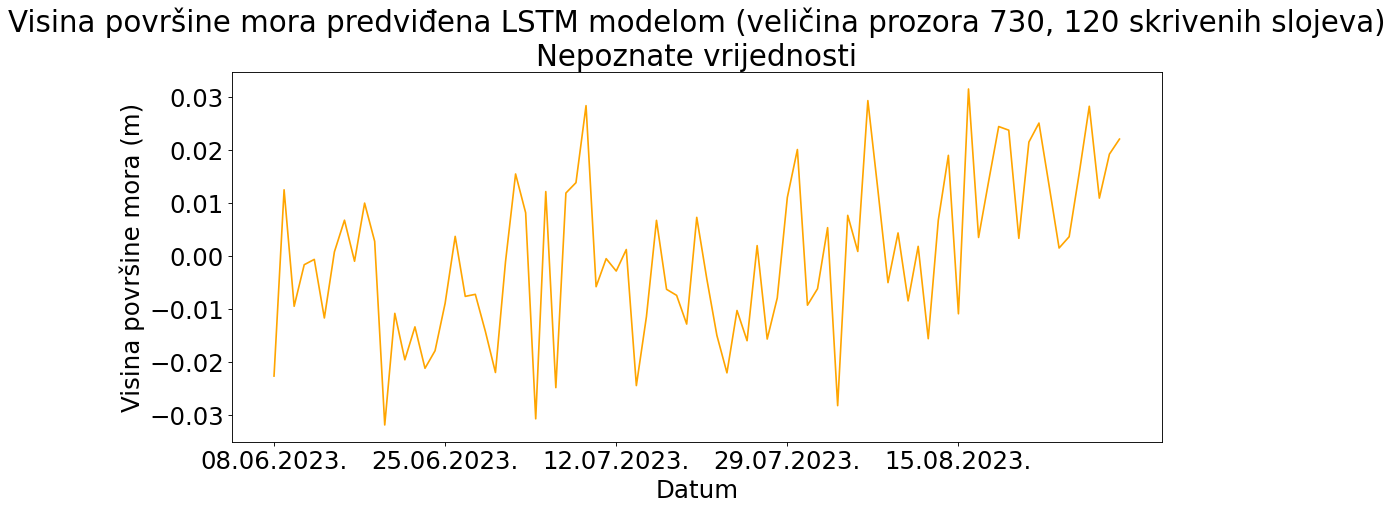 Visina površine mora predviđena LSTM modelom (veličina prozora 730, 120 skrivenih slojeva)
Nepoznate vrijednosti
Visina površine mora (m)
0.03
0.02
0.01
0.00
−0.01
−0.02
−0.03
08.06.2023. 25.06.2023. 12.07.2023. 29.07.2023. 15.08.2023.
Datum